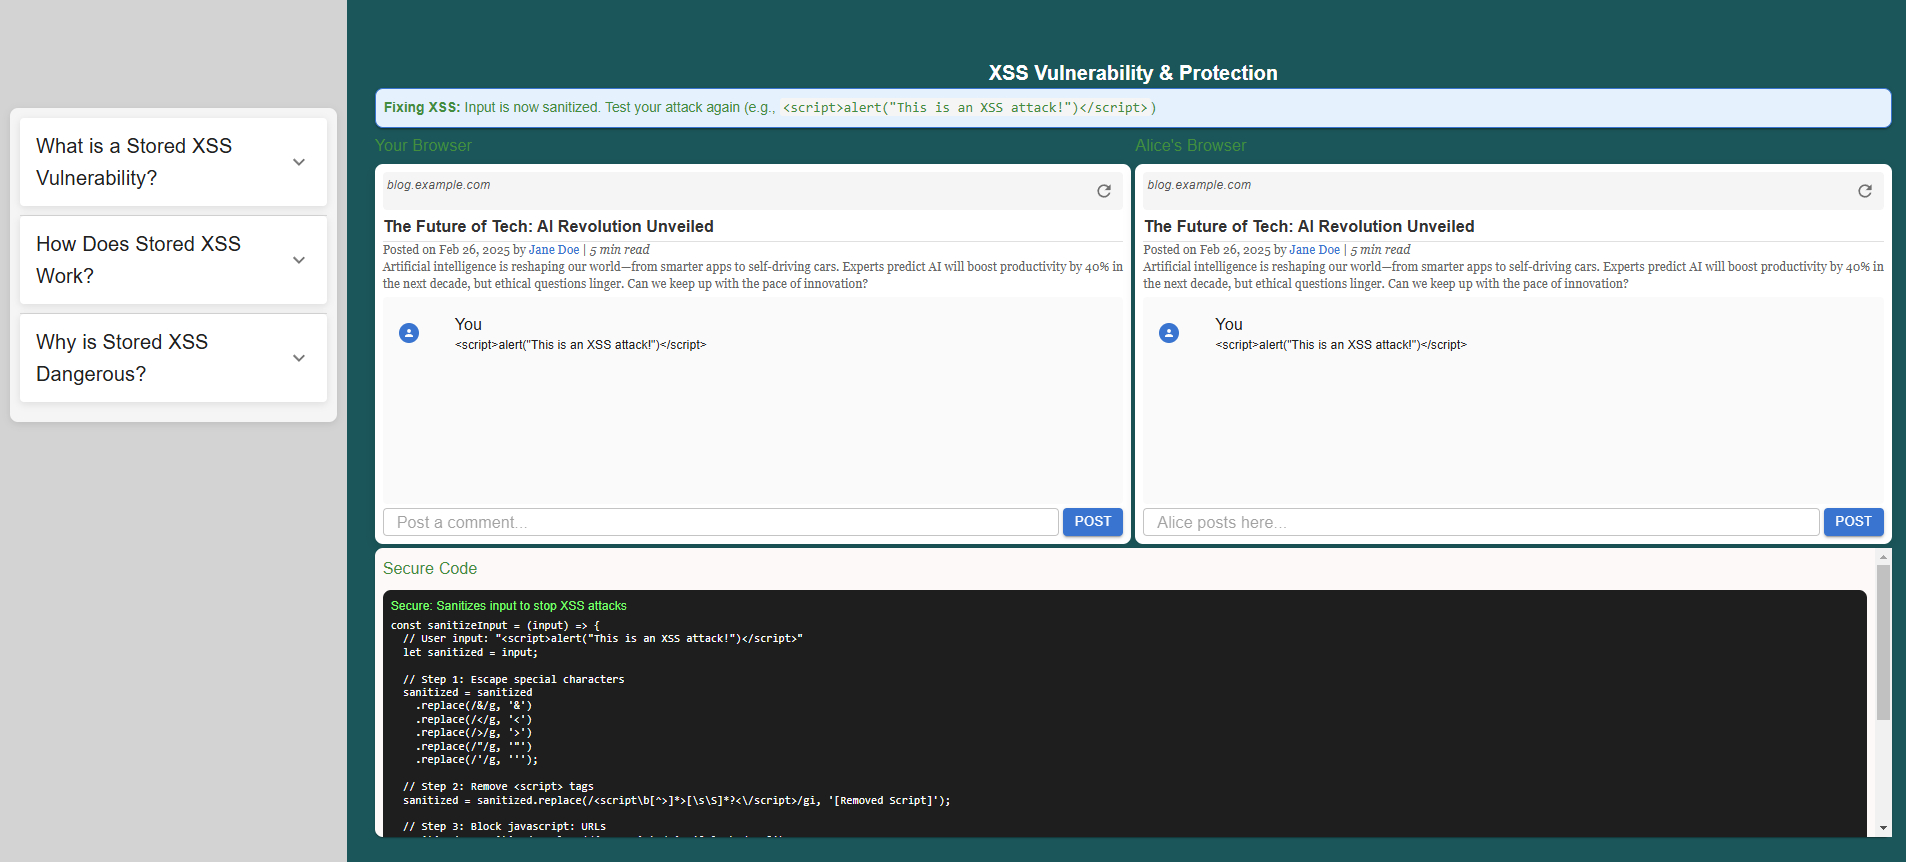 What is a Stored XSS
Vulnerability?
How Does Stored XSS
Work?
Why is Stored XSS
Dangerous?
XSS Vulnerability & Protection
Fixing XSS: Input is now sanitized. Test your attack again (e.g., <script>alert("This is an XSS attack!")</script>)
Your Browser
blog.example.com
The Future of Tech: AI Revolution Unveiled
Posted on Feb 26, 2025 by Jane Doe | 5 min read
Artificial intelligence is reshaping our world—from smarter apps to self-driving cars. Experts predict AI will boost productivity by 40% in
the next decade, but ethical questions linger. Can we keep up with the pace of innovation?
You
<script>alert("This is an XSS attack!")</script>
Post a comment...
POST
Alice's Browser
blog.example.com
The Future of Tech: AI Revolution Unveiled
Posted on Feb 26, 2025 by Jane Doe | 5 min read
Artificial intelligence is reshaping our world—from smarter apps to self-driving cars. Experts predict AI will boost productivity by 40% in
the next decade, but ethical questions linger. Can we keep up with the pace of innovation?
You
<script>alert("This is an XSS attack!")</script>
Alice posts here...
POST
Secure Code
Secure: Sanitizes input to stop XSS attacks
const sanitizeInput = (input) => {
// User input: "<script>alert("This is an XSS attack!")</script>"
let sanitized = input;
// Step 1: Escape special characters
sanitized = sanitized
.replace(/&/g, '&')
.replace(/</g, '<')
.replace(/>/g, '>')
.replace(/"/g, '"')
.replace(/'/g, ''');
// Step 2: Remove <script> tags
sanitized = sanitized.replace(/<script\b[^>]*>[\s\S]*?<\/script>/gi, '[Removed Script]');
// Step 3: Block javascript: URLs